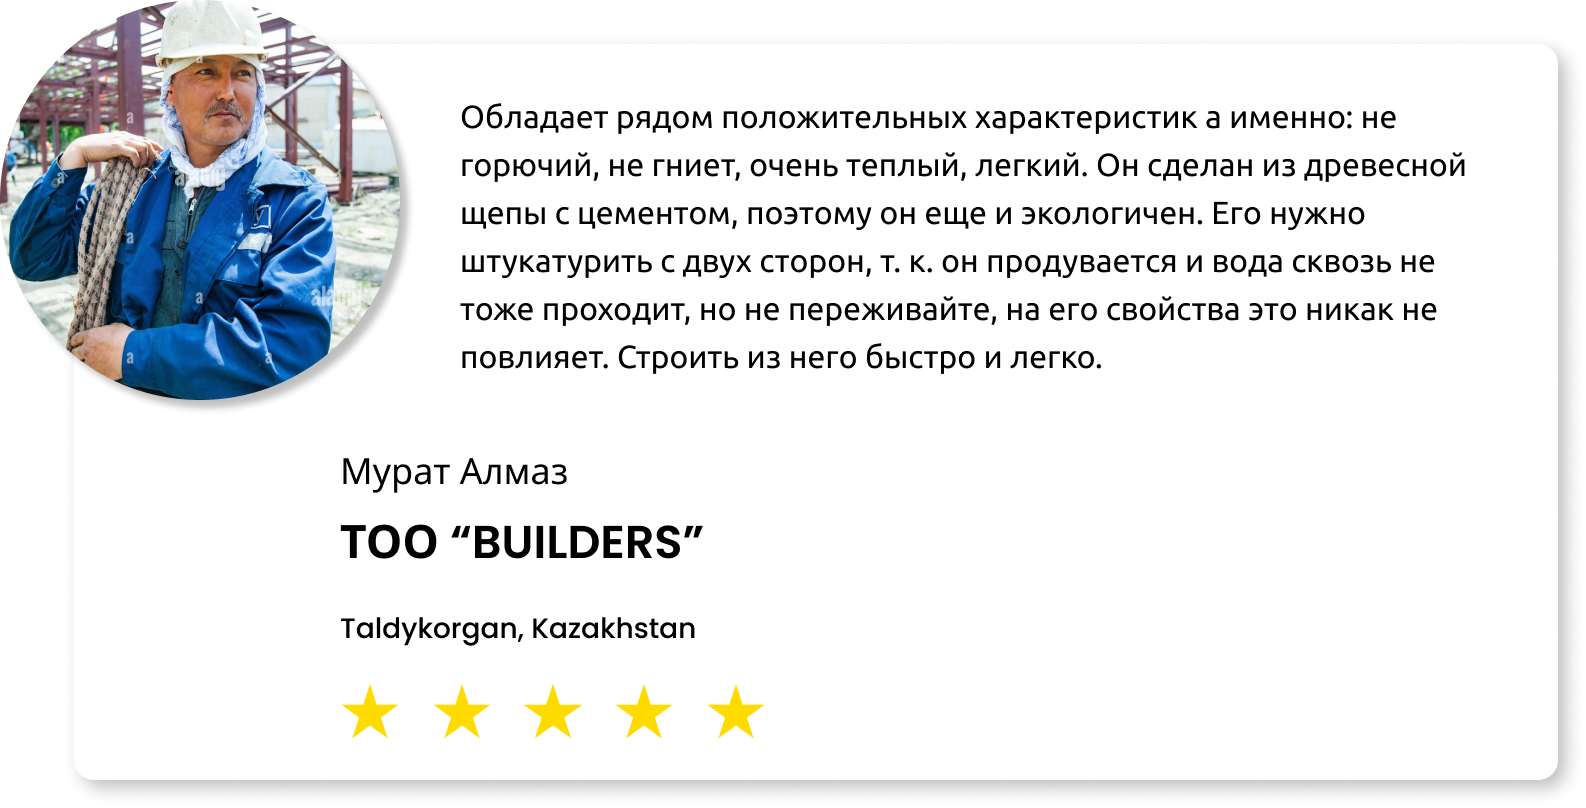 Обладает рядом положительных характеристик а именно: не
горючий, не гниет, очень теплый, легкий. Он сделан из древесной
щепы с цементом, поэтому он еще и экологичен. Его нужно
штукатурить с двух сторон, т. к. он продувается и вода сквозь не
тоже проходит, но не переживайте, на его свойства это никак не
повлияет. Строить из него быстро и легко.
Мурат Алмаз
ТОО “BUILDERS”
Taldykorgan, Kazakhstan